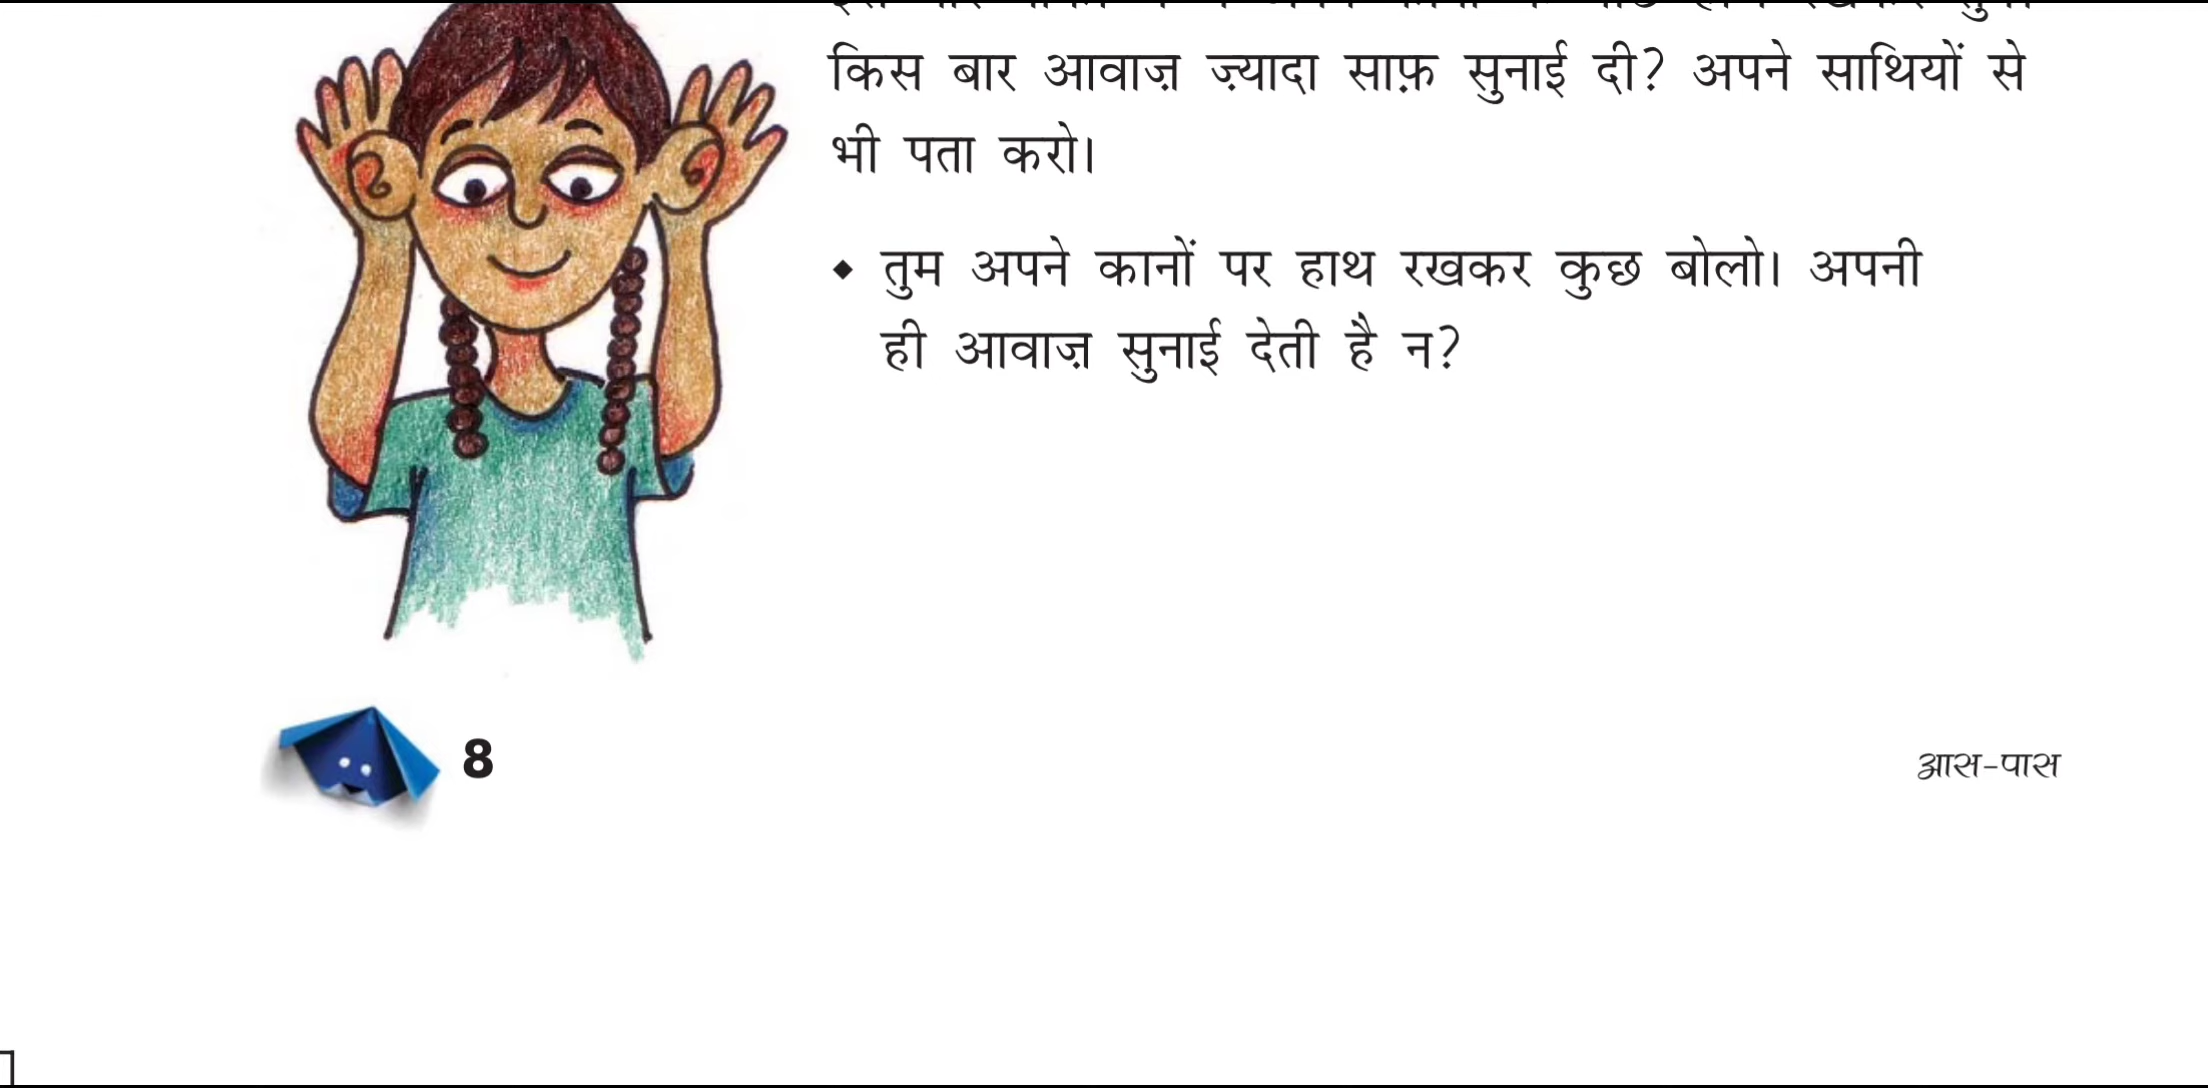 किस बार आवाज़ ज़्यादा साफ़ सुनाई दी? अपने साथियों से
भी पता करो।
◆ तुम अपने कानों पर हाथ रखकर कुछ बोलो। अपनी
ही आवाज़ सुनाई देती है न?
8
आस-पास